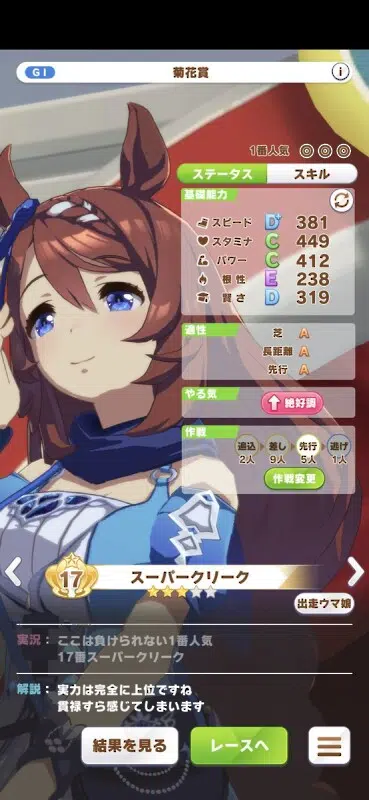 GI
菊花賞
i
1番人気 ◎ ◎ ◎
ステータス
スキル
基礎能力
スピード D+ 381
スタミナ C 449
パワー C 412
根性 E 238
賢さ D 319
適性
芝 A
長距離 A
先行 A
やる気
絶好調
作戦
追込 差し 先行 逃げ
2人 9人 5人 1人
作戦変更
17
スーパークリーク
出走ウマ娘
実況: ここは負けられない1番人気
17番スーパークリーク
解説: 実力は完全に上位ですね
貫禄すら感じてしまいます
結果を見る
レースへ